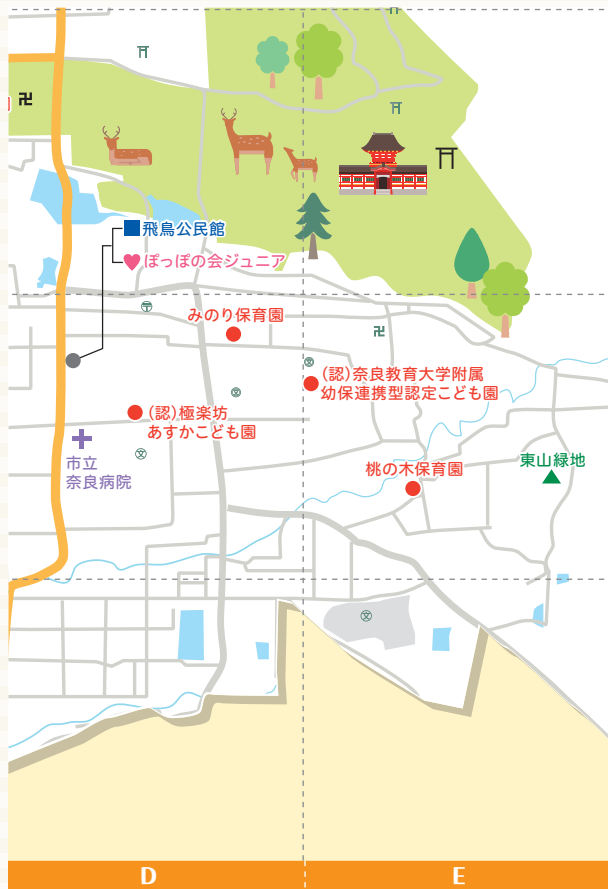 飛鳥公民館
ぽっぽの会ジュニア
みのり保育園
(認)奈良教育大学附属
幼保連携型認定こども園
(認)極楽坊
あすかこども園
市立
奈良病院
桃の木保育園
東山緑地
D
E